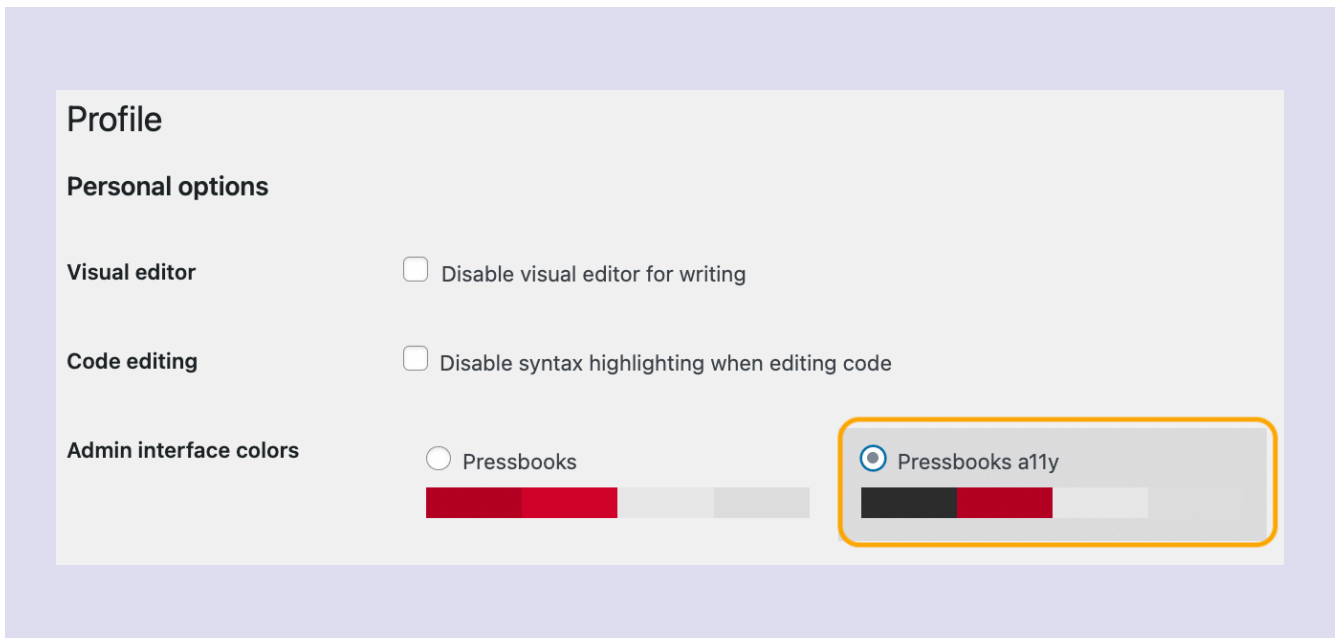 Profile
Personal options
Visual editor
Disable visual editor for writing
Code editing
Disable syntax highlighting when editing code
Admin interface colors
Pressbooks
Pressbooks a11y